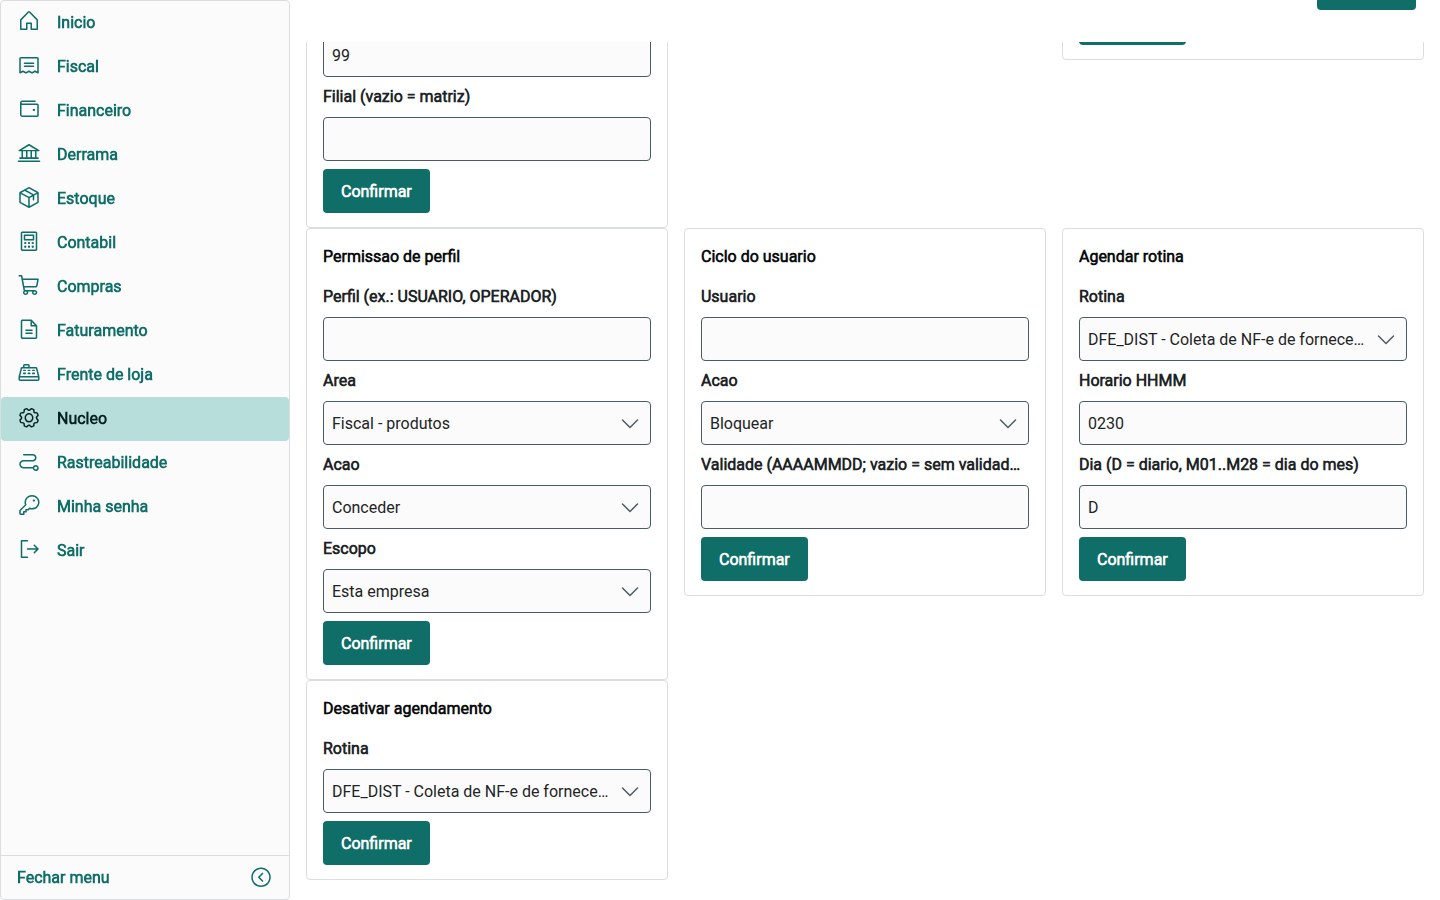 Inicio
Fiscal
Financeiro
Derrama
Estoque
Contabil
Compras
Faturamento
Frente de loja
Nucleo
Rastreabilidade
Minha senha
Sair
Fechar menu
99
Filial (vazio = matriz)
Confirmar
Permissao de perfil
Perfil (ex.: USUARIO, OPERADOR)
Area
Fiscal - produtos
Acao
Conceder
Escopo
Esta empresa
Confirmar
Ciclo do usuario
Usuario
Acao
Bloquear
Validade (AAAAMMDD; vazio = sem validad...
Confirmar
Agendar rotina
Rotina
DFE_DIST - Coleta de NF-e de fornece...
Horario HHMM
0230
Dia (D = diario, M01..M28 = dia do mes)
D
Confirmar
Desativar agendamento
Rotina
DFE_DIST - Coleta de NF-e de fornece...
Confirmar